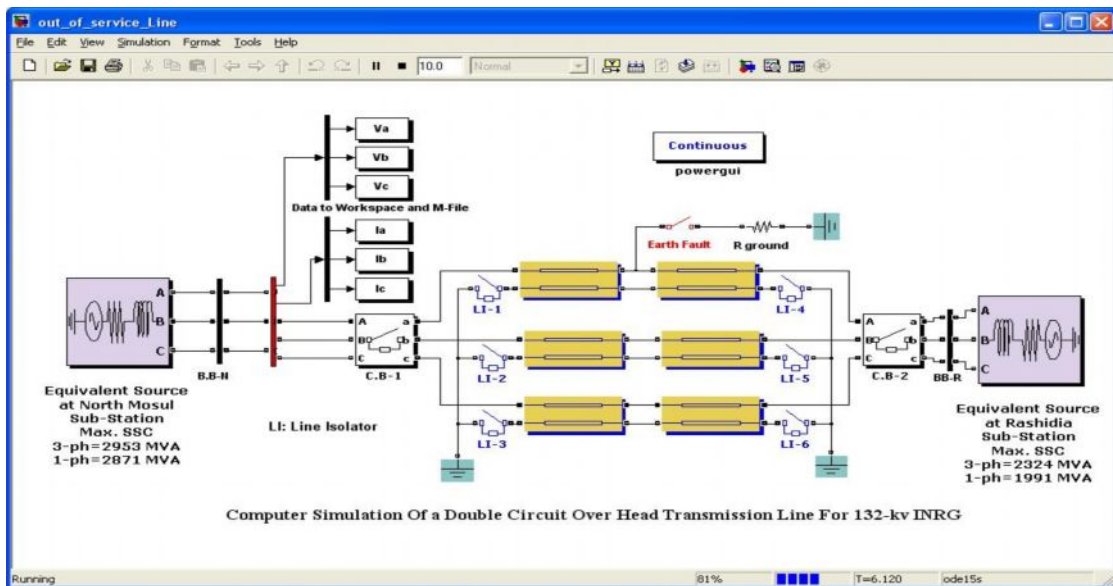 out_of_service_Line
File Edit View Simulation Format Tools Help
10.0 Normal
Va
Vb
Vc
Data to Workspace and M-File
Ia
Ib
Ic
Continuous
powergui
Earth Fault
R ground
A
B
C
B.B-N
A a
B b
C c
C.B-1
LI-1
LI-2
LI-3
LI-4
LI-5
LI-6
A a
B b
C c
C.B-2
BB-R
A
B
C
Equivalent Source
at North Mosul
Sub-Station
Max. SSC
3-ph=2953 MVA
1-ph=2871 MVA
LI: Line Isolator
Equivalent Source
at Rashidia
Sub-Station
Max. SSC
3-ph=2324 MVA
1-ph=1991 MVA
Computer Simulation Of a Double Circuit Over Head Transmission Line For 132-kv INRG
Running 81% T=6.120 ode15s